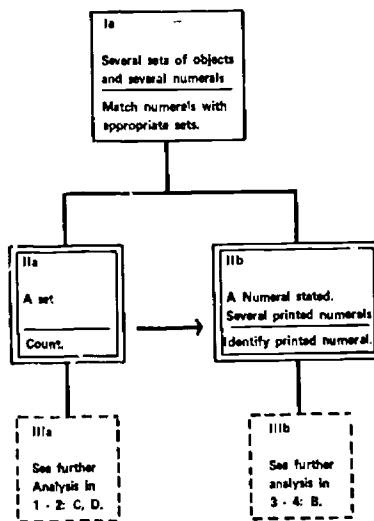 Ia
Several sets of objects
and several numerals
Match numerals with
appropriate sets.
IIa
A set
Count.
IIb
A Numeral stated.
Several printed numerals
Identify printed numeral.
IIIa
See further
Analysis in
1 - 2: C, D.
IIIb
See further
analysis in
3 - 4: B.